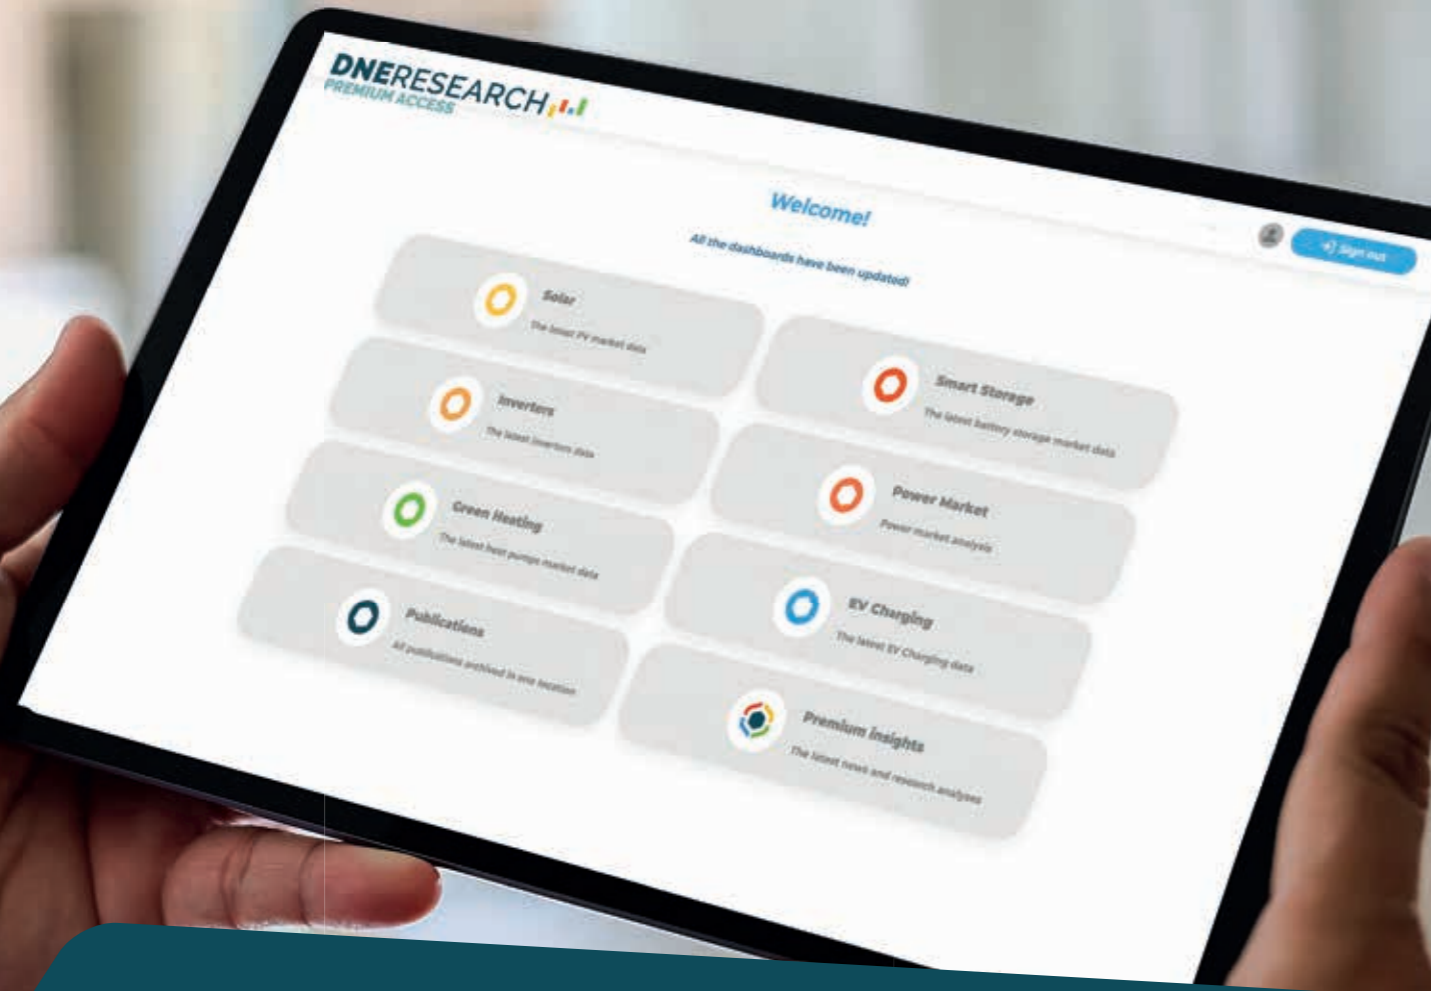 DNERESEARCH
PREMIUM ACCESS
Welcome!
Sign out
All the dashboards have been updated!
Solar
The latest PV market data
Smart Storage
The latest battery storage market data
Inverters
The latest inverters data
Power Market
Power market analysis
Green Heating
The latest heat pumps market data
EV Charging
The latest EV Charging data
Publications
All publications archived in one location
Premium insights
The latest news and research analyses